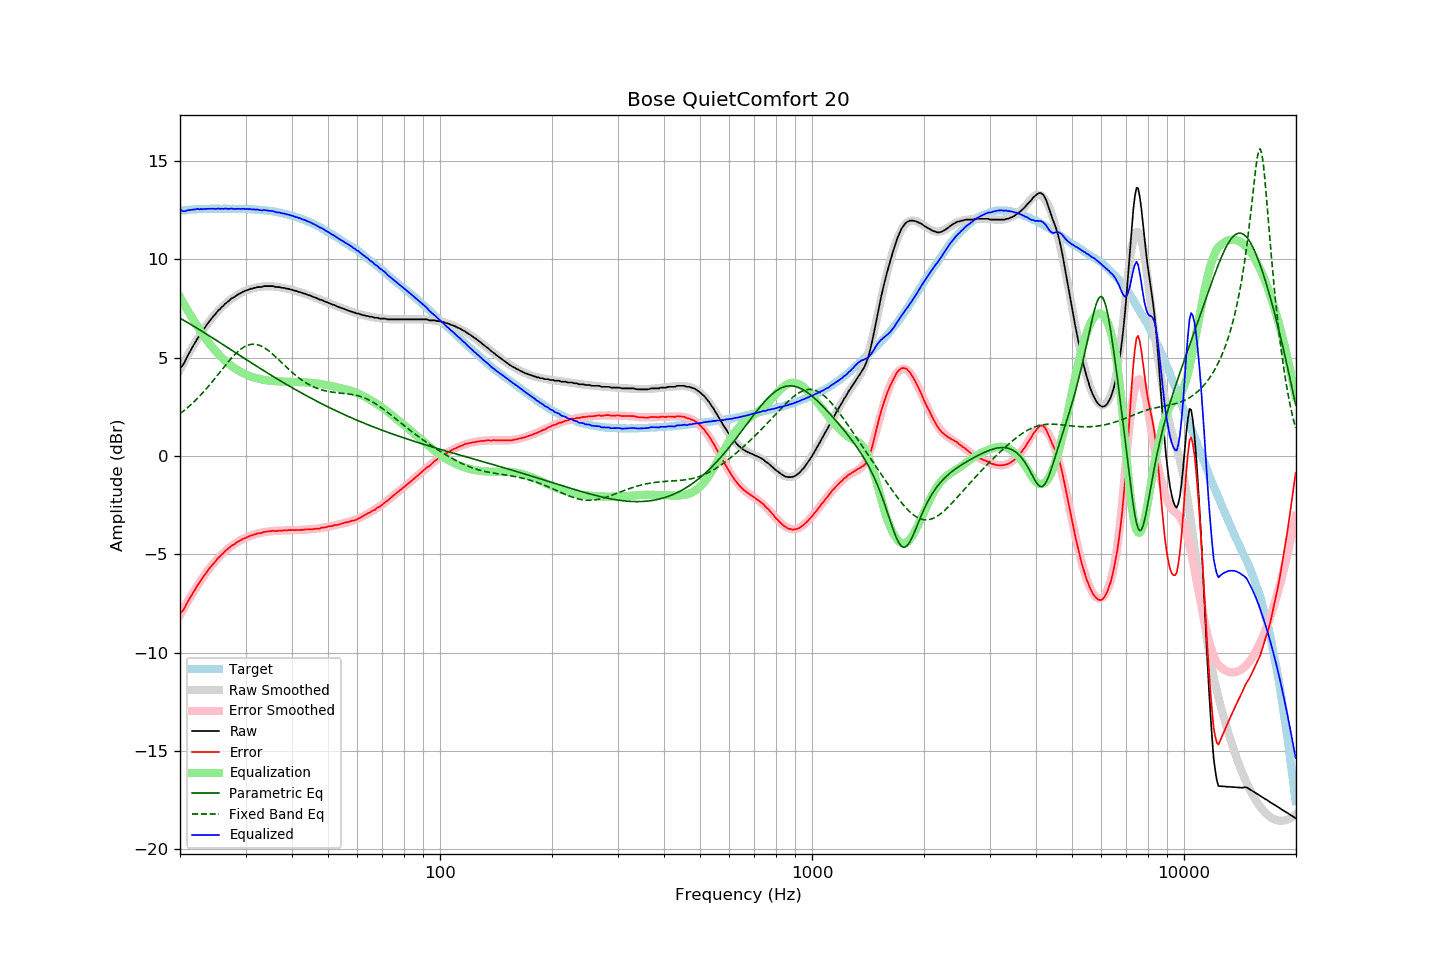 Bose QuietComfort 20
15
10
5
0
−5
−10
−15
−20
Amplitude (dBr)
Target
Raw Smoothed
Error Smoothed
Raw
Error
Equalization
Parametric Eq
Fixed Band Eq
Equalized
100
1000
10000
Frequency (Hz)